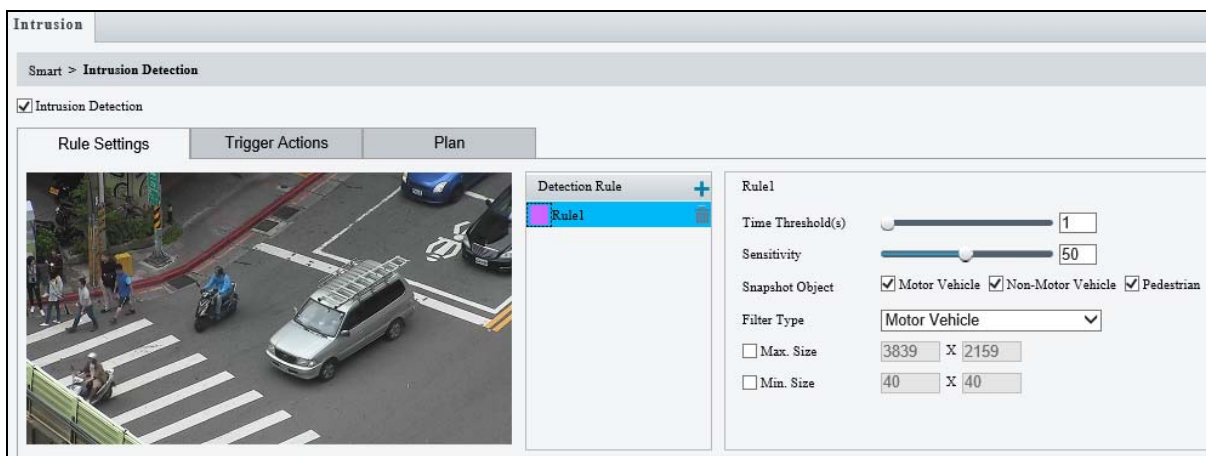 Intrusion
Smart > Intrusion Detection
Intrusion Detection
Rule Settings
Trigger Actions
Plan
Detection Rule
Rule1
Rule1
Time Threshold(s)
1
Sensitivity
50
Snapshot Object
Motor Vehicle
Non-Motor Vehicle
Pedestrian
Filter Type
Motor Vehicle
Max. Size
3839 X 2159
Min. Size
40 X 40